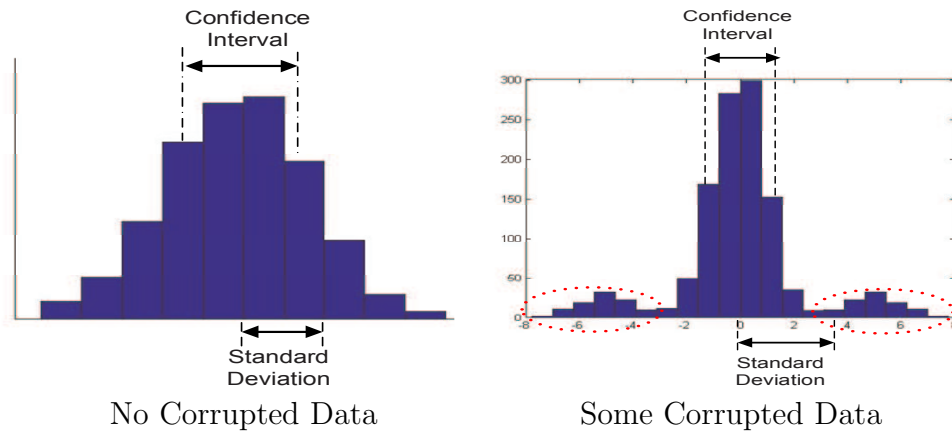 Confidence
Interval
Standard
Deviation
No Corrupted Data
Confidence
Interval
300
250
200
150
100
50
0
-8 -6 -4 -2 0 2 4 6 8
Standard
Deviation
Some Corrupted Data